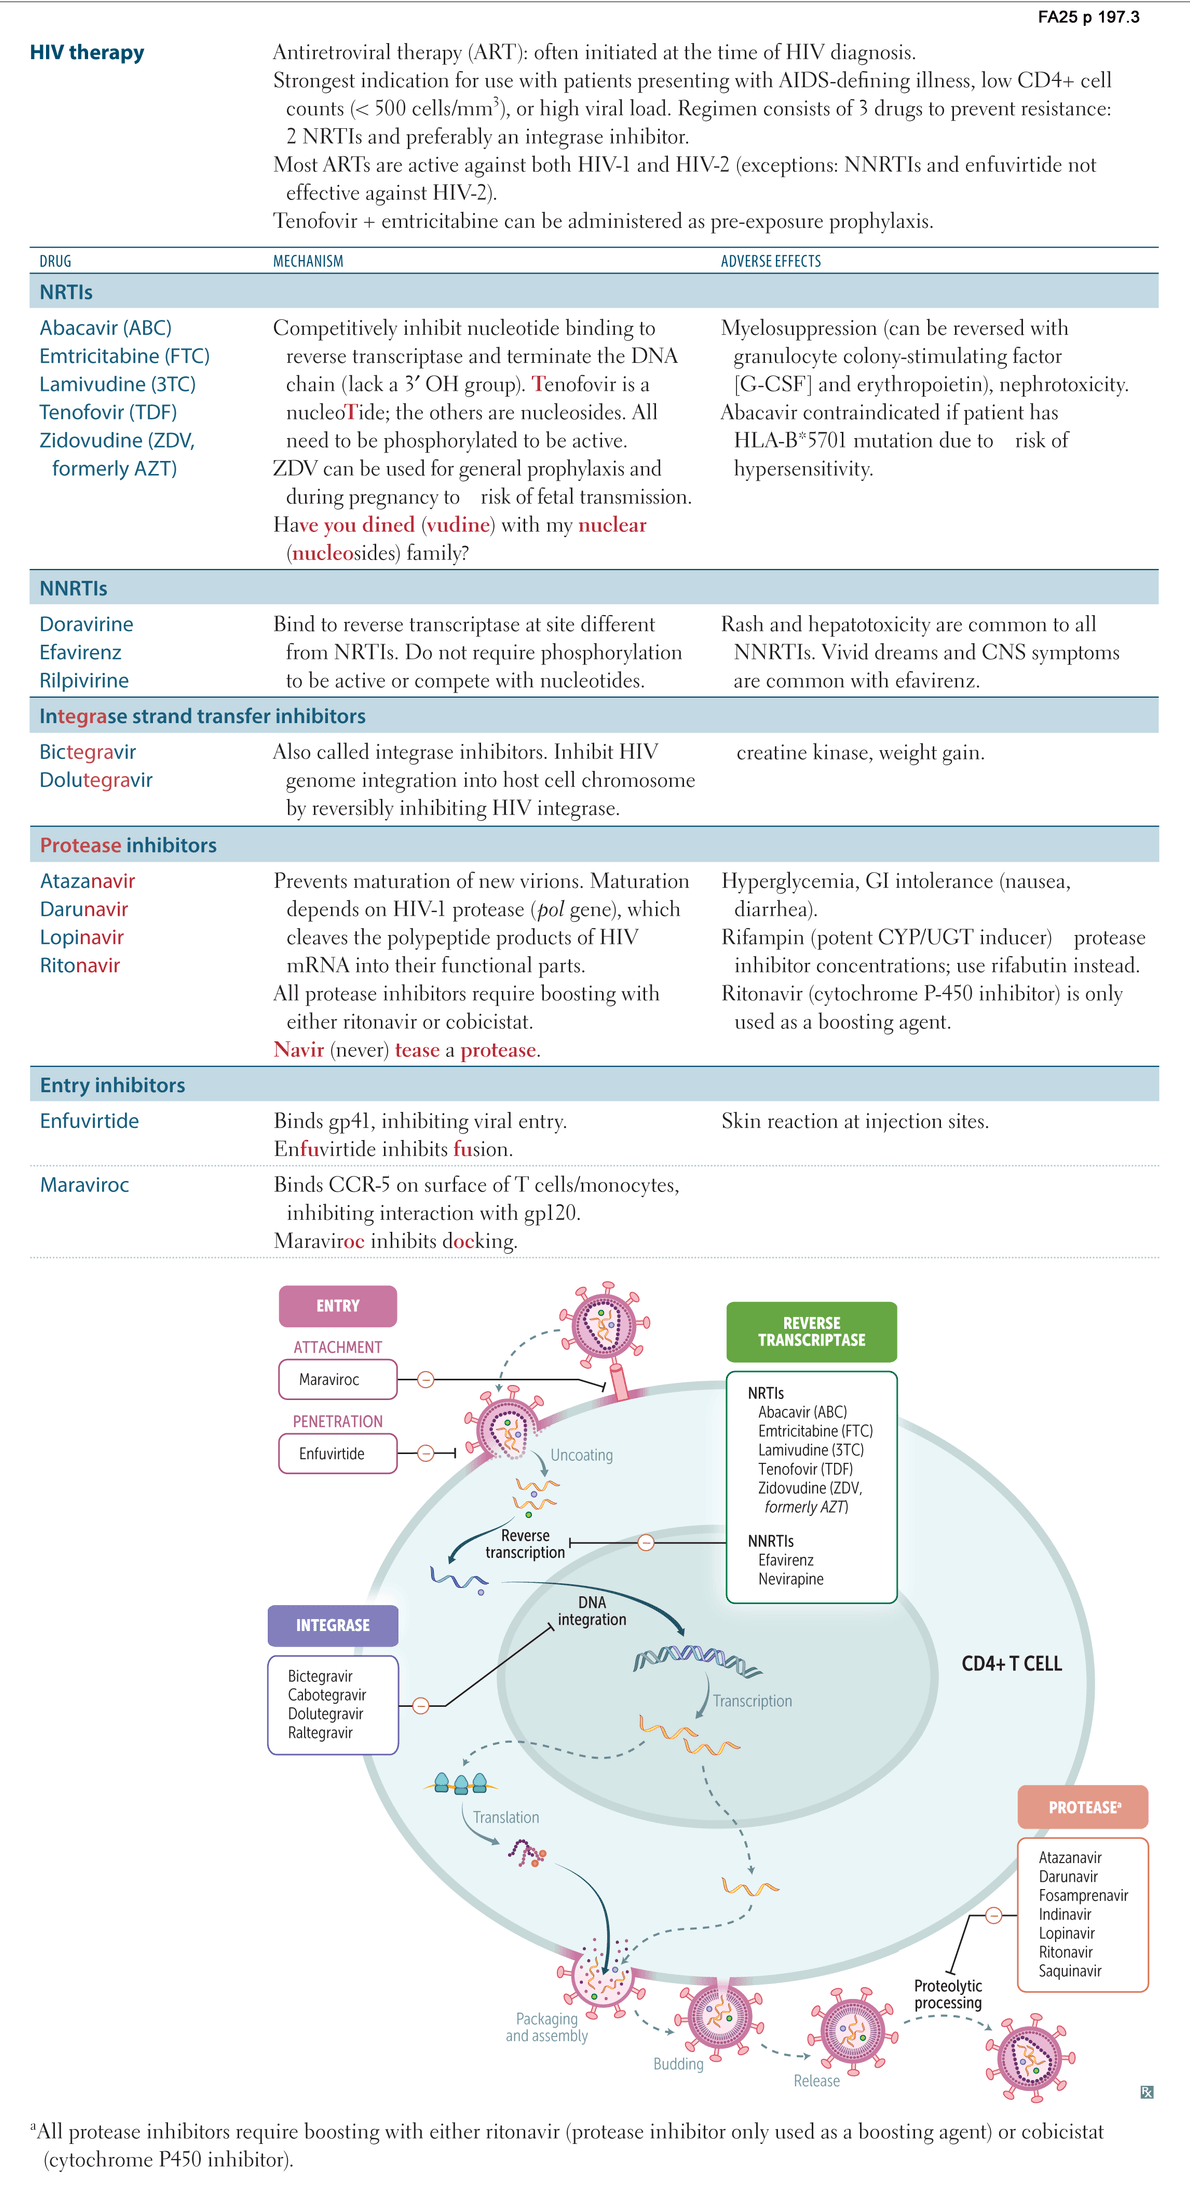 FA25 p 197.3
HIV therapy
Antiretroviral therapy (ART): often initiated at the time of HIV diagnosis.
Strongest indication for use with patients presenting with AIDS-defining illness, low CD4+ cell
counts (< 500 cells/mm³), or high viral load. Regimen consists of 3 drugs to prevent resistance:
2 NRTIs and preferably an integrase inhibitor.
Most ARTs are active against both HIV-1 and HIV-2 (exceptions: NNRTIs and enfuvirtide not
effective against HIV-2).
Tenofovir + emtricitabine can be administered as pre-exposure prophylaxis.
DRUG MECHANISM ADVERSE EFFECTS
NRTIs
Abacavir (ABC)
Emtricitabine (FTC)
Lamivudine (3TC)
Tenofovir (TDF)
Zidovudine (ZDV,
formerly AZT)
Competitively inhibit nucleotide binding to
reverse transcriptase and terminate the DNA
chain (lack a 3′ OH group). Tenofovir is a
nucleoTide; the others are nucleosides. All
need to be phosphorylated to be active.
ZDV can be used for general prophylaxis and
during pregnancy to risk of fetal transmission.
Have you dined (vudine) with my nuclear
(nucleosides) family?
Myelosuppression (can be reversed with
granulocyte colony-stimulating factor
[G-CSF] and erythropoietin), nephrotoxicity.
Abacavir contraindicated if patient has
HLA-B*5701 mutation due to risk of
hypersensitivity.
NNRTIs
Doravirine
Efavirenz
Rilpivirine
Bind to reverse transcriptase at site different
from NRTIs. Do not require phosphorylation
to be active or compete with nucleotides.
Rash and hepatotoxicity are common to all
NNRTIs. Vivid dreams and CNS symptoms
are common with efavirenz.
Integrase strand transfer inhibitors
Bictegravir
Dolutegravir
Also called integrase inhibitors. Inhibit HIV
genome integration into host cell chromosome
by reversibly inhibiting HIV integrase.
creatine kinase, weight gain.
Protease inhibitors
Atazanavir
Darunavir
Lopinavir
Ritonavir
Prevents maturation of new virions. Maturation
depends on HIV-1 protease (pol gene), which
cleaves the polypeptide products of HIV
mRNA into their functional parts.
All protease inhibitors require boosting with
either ritonavir or cobicistat.
Navir (never) tease a protease.
Hyperglycemia, GI intolerance (nausea,
diarrhea).
Rifampin (potent CYP/UGT inducer) protease
inhibitor concentrations; use rifabutin instead.
Ritonavir (cytochrome P-450 inhibitor) is only
used as a boosting agent.
Entry inhibitors
Enfuvirtide
Binds gp41, inhibiting viral entry.
Enfuvirtide inhibits fusion.
Skin reaction at injection sites.
Maraviroc
Binds CCR-5 on surface of T cells/monocytes,
inhibiting interaction with gp120.
Maraviroc inhibits docking.
ENTRY
ATTACHMENT
Maraviroc
PENETRATION
Enfuvirtide
Uncoating
REVERSE
TRANSCRIPTASE
NRTIs
Abacavir (ABC)
Emtricitabine (FTC)
Lamivudine (3TC)
Tenofovir (TDF)
Zidovudine (ZDV,
formerly AZT)
NNRTIs
Efavirenz
Nevirapine
Reverse
transcription
DNA
integration
INTEGRASE
Bictegravir
Cabotegravir
Dolutegravir
Raltegravir
CD4+ T CELL
Transcription
Translation
PROTEASEª
Atazanavir
Darunavir
Fosamprenavir
Indinavir
Lopinavir
Ritonavir
Saquinavir
Proteolytic
processing
Packaging
and assembly
Budding
Release
Rx
ªAll protease inhibitors require boosting with either ritonavir (protease inhibitor only used as a boosting agent) or cobicistat
(cytochrome P450 inhibitor).